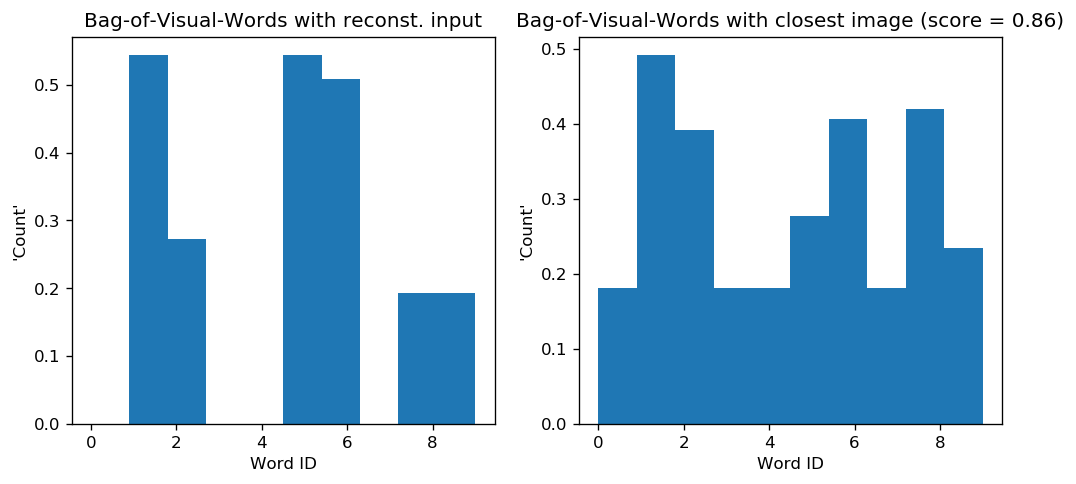 Bag-of-Visual-Words with reconst. input
0.5
0.4
0.3
0.2
0.1
0.0
'Count'
0 2 4 6 8
Word ID
Bag-of-Visual-Words with closest image (score = 0.86)
0.5
0.4
0.3
0.2
0.1
0.0
'Count'
0 2 4 6 8
Word ID